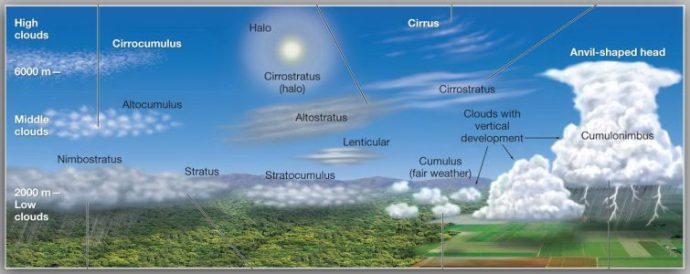 High
clouds
Cirrocumulus
6000 m
Halo
Cirrostratus
(halo)
Cirrus
Cirrostratus
Anvil-shaped head
Middle
clouds
Altocumulus
Altostratus
Lenticular
Clouds with
vertical
development
Cumulonimbus
Nimbostratus
Stratus
Stratocumulus
Cumulus
(fair weather)
2000 m
Low
clouds